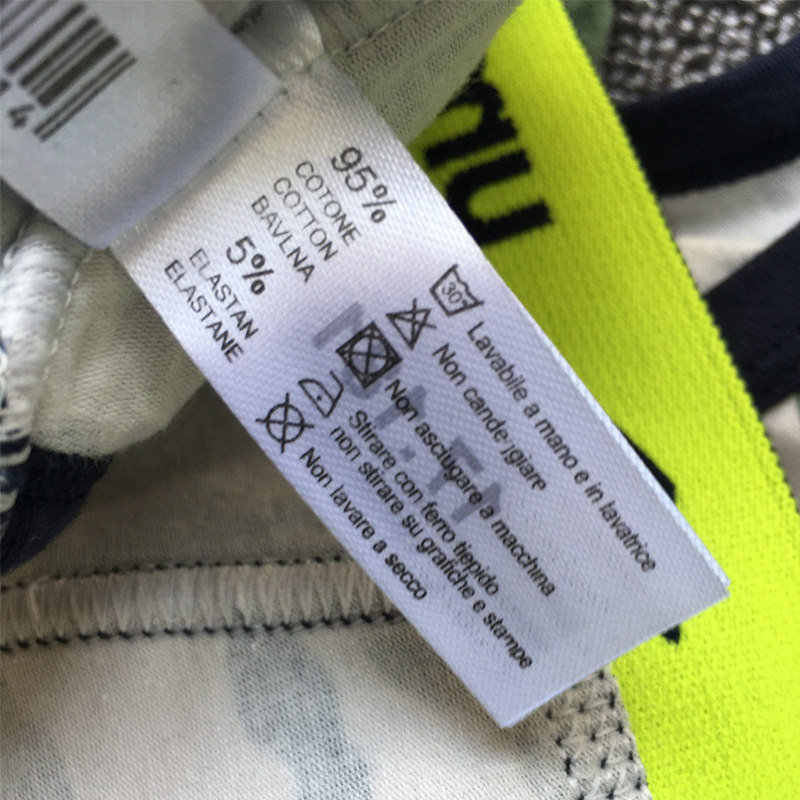 14
95%
COTONE
COTTON
BAVLNA
5%
ELASTAN
ELASTANE
30°
Lavabile a mano e in lavatrice
Non candeggiare
Non asciugare a macchina
Stirare con ferro tiepido
non stirare su grafiche e stampe
Non lavare a secco